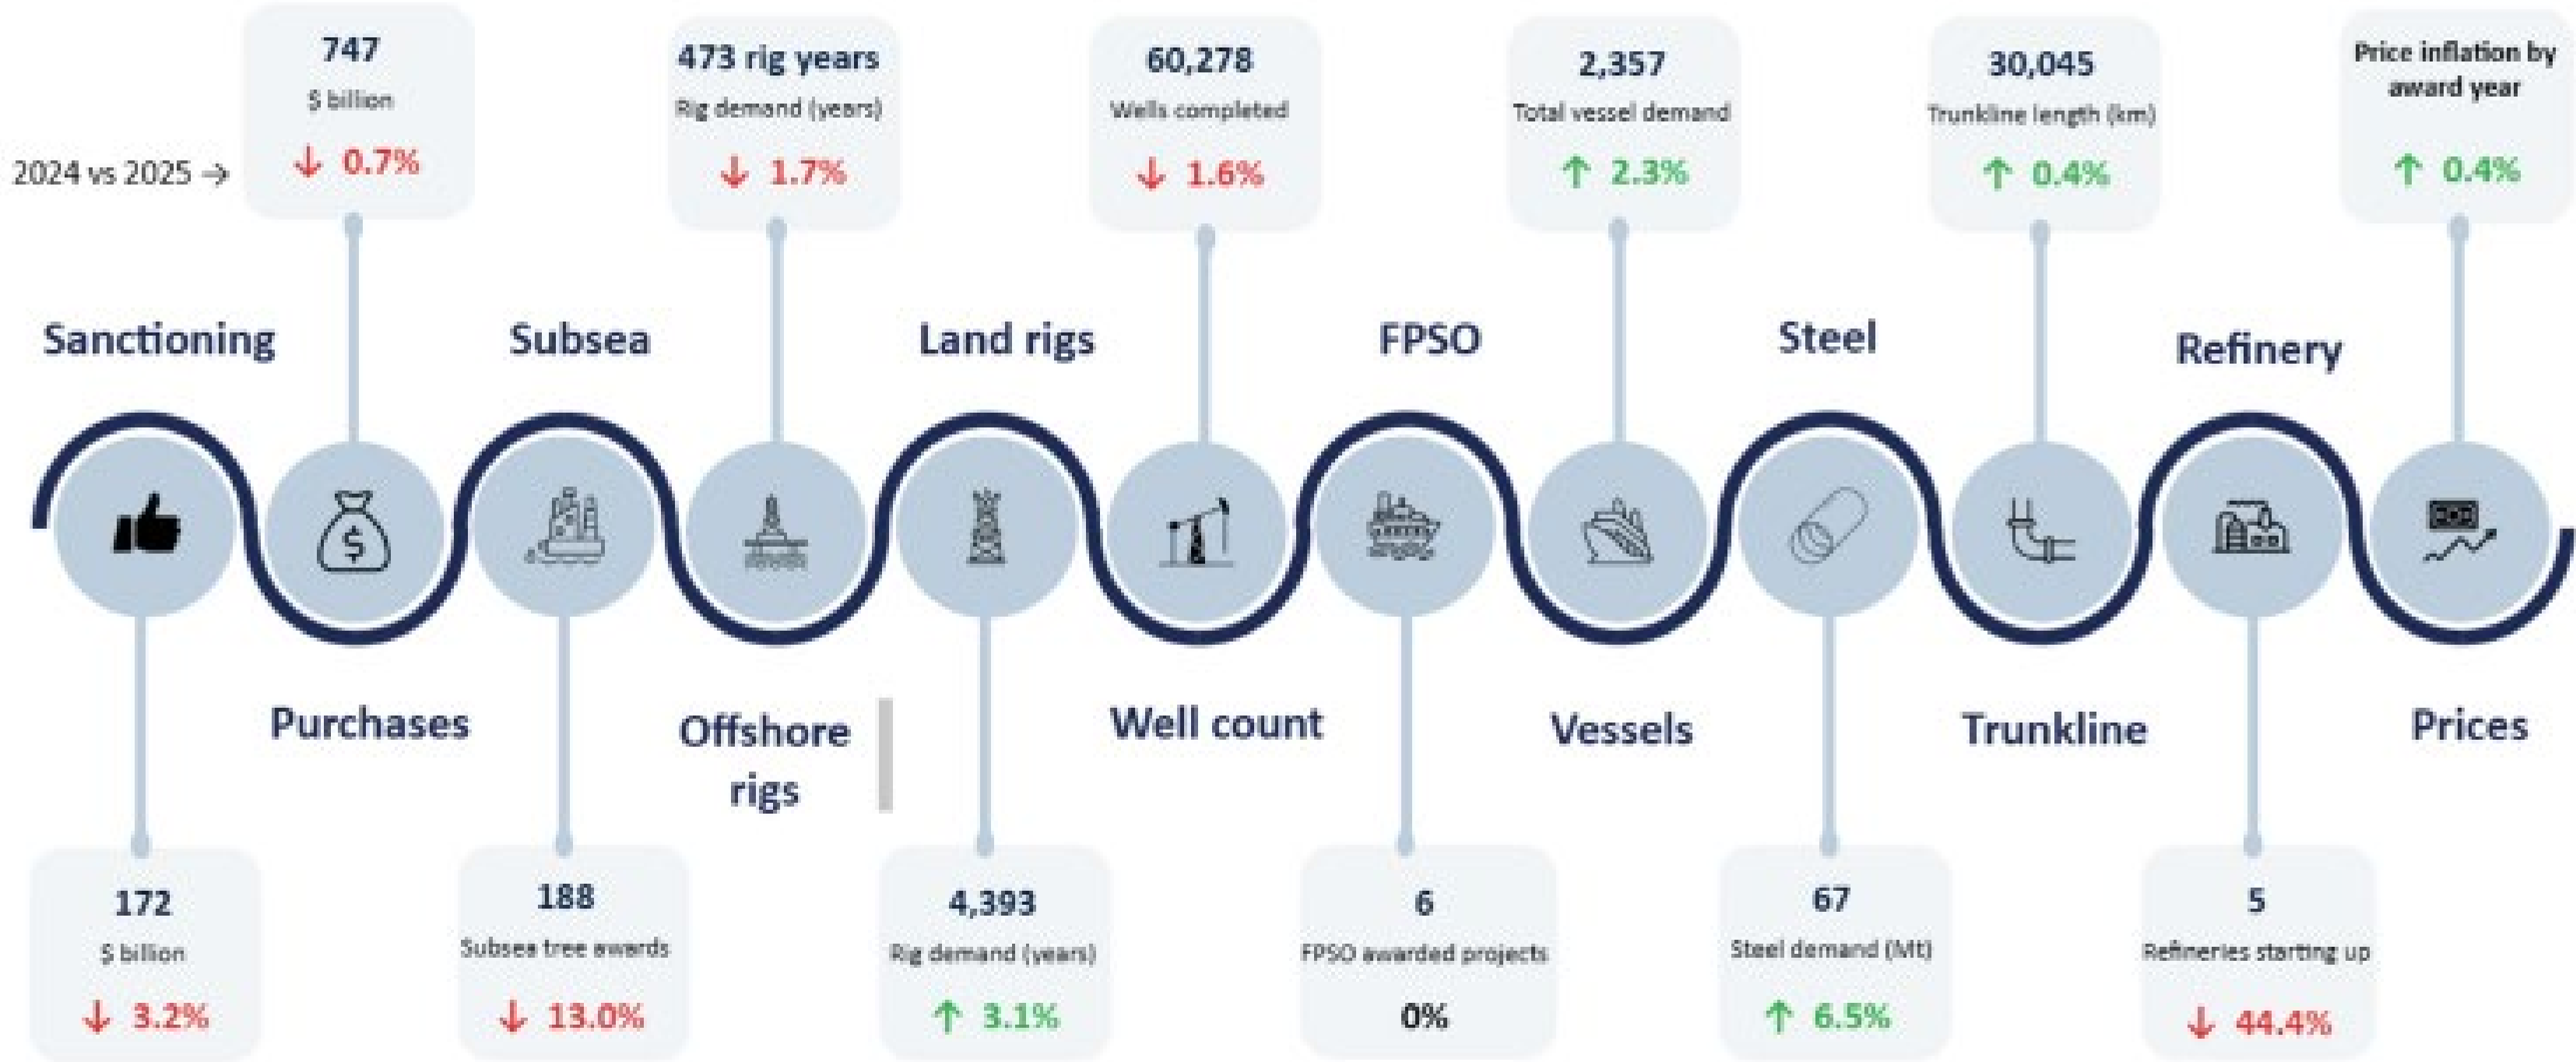 747
$ billion
↓ 0.7%
473 rig years
Rig demand (years)
↓ 1.7%
60,278
Wells completed
↓ 1.6%
2,357
Total vessel demand
↑ 2.3%
30,045
Trunkline length (km)
↑ 0.4%
Price inflation by
award year
↑ 0.4%
2024 vs 2025 →
Sanctioning
Subsea
Land rigs
FPSO
Steel
Refinery
Purchases
Offshore
rigs
Well count
Vessels
Trunkline
Prices
172
$ billion
↓ 3.2%
188
Subsea tree awards
↓ 13.0%
4,393
Rig demand (years)
↑ 3.1%
6
FPSO awarded projects
0%
67
Steel demand (Mt)
↑ 6.5%
5
Refineries starting up
↓ 44.4%